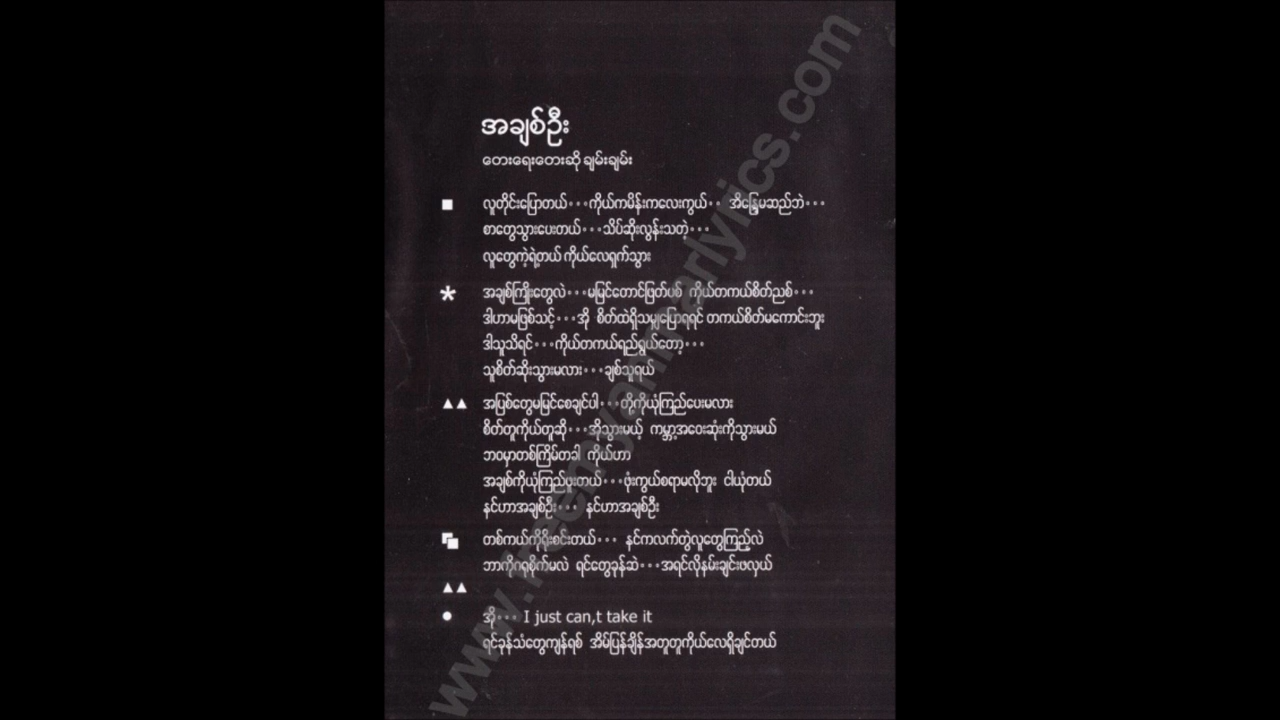 အချစ်ဦး
တေးရေးတေးဆို ချမ်းချမ်း
လူတိုင်းပြောတယ်•••ကိုယ်ကမိန်းကလေးကွယ်•• အိန္ဒြေမဆည်ဘဲ•••
စာတွေသွားပေးတယ်•••သိပ်ဆိုးလွန်းသတဲ့•••
လူတွေကဲ့ရဲ့တယ် ကိုယ်လေရှက်သွား
အချစ်ကြိုးတွေလဲ•••မမြင်တောင်ဖြတ်ပစ် ကိုယ်တကယ်စိတ်ညစ်•••
ဒါဟာမဖြစ်သင့်•••အို စိတ်ထဲရှိသမျှပြောရရင် တကယ်စိတ်မကောင်းဘူး
ဒါသူသိရင်•••ကိုယ်တကယ်ရည်ရွယ်တော့•••
သူစိတ်ဆိုးသွားမလား•••ချစ်သူရယ်
အပြစ်တွေမမြင်စေချင်ပါ•••တို့ကိုယုံကြည်ပေးမလား
စိတ်တူကိုယ်တူဆို•••အိုသွားမယ့် ကမ္ဘာ့အဝေးဆုံးကိုသွားမယ်
ဘဝမှာတစ်ကြိမ်တခါ ကိုယ်ဟာ
အချစ်ကိုယုံကြည်ဖူးတယ်•••ဖုံးကွယ်စရာမလိုဘူး ငါယုံတယ်
နင်ဟာအချစ်ဦး••• နင်ဟာအချစ်ဦး
တစ်ကယ်ကိုရိုးစင်းတယ်••• နင်ကလက်တွဲလူတွေကြည့်လဲ
ဘာကိုဂရုစိုက်မလဲ ရင်တွေခုန်ဆဲ•••အရင်လိုနမ်းချင်းဖလှယ်
အို••• I just can,t take it
ရင်ခုန်သံတွေကျန်ရစ် အိမ်ပြန်ချိန်အတူတူကိုယ်လေရှိချင်တယ်
www.freemyanmarlyics.com